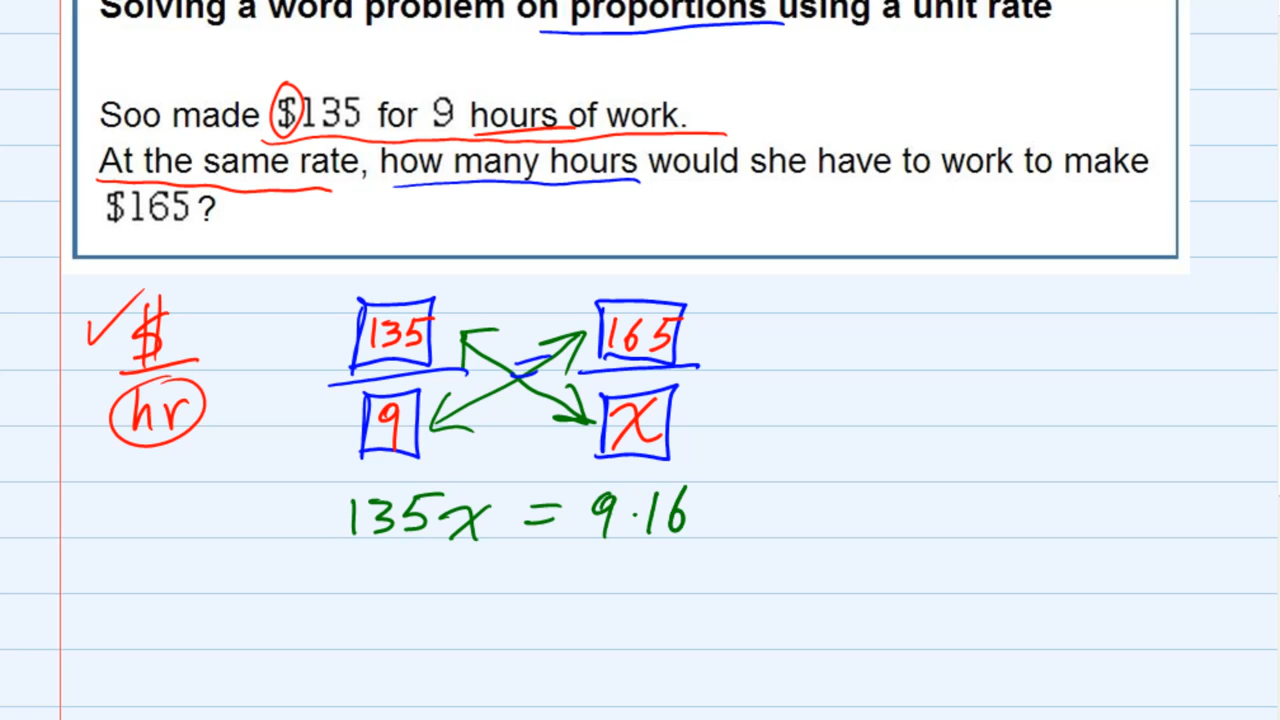 Solving a word problem on proportions using a unit rate
Soo made $135 for 9 hours of work.
At the same rate, how many hours would she have to work to make
$165?
$ 135 = 165
hr 9 x
135x = 9·16